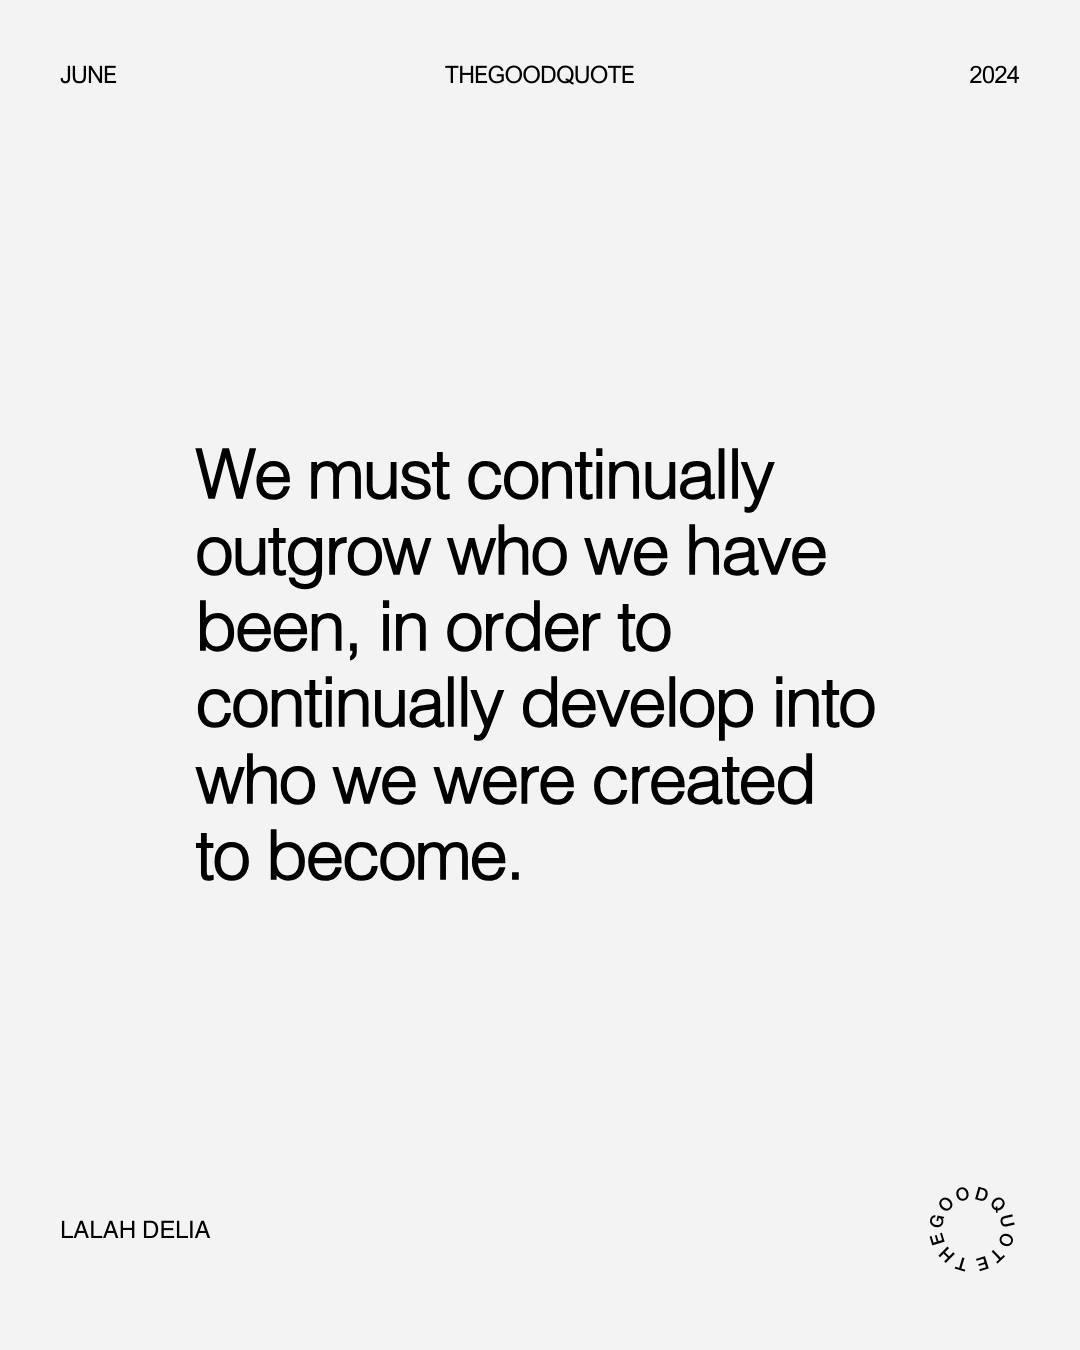 JUNE THEGOODQUOTE 2024
We must continually
outgrow who we have
been, in order to
continually develop into
who we were created
to become.
LALAH DELIA
THEGOODQUOTE